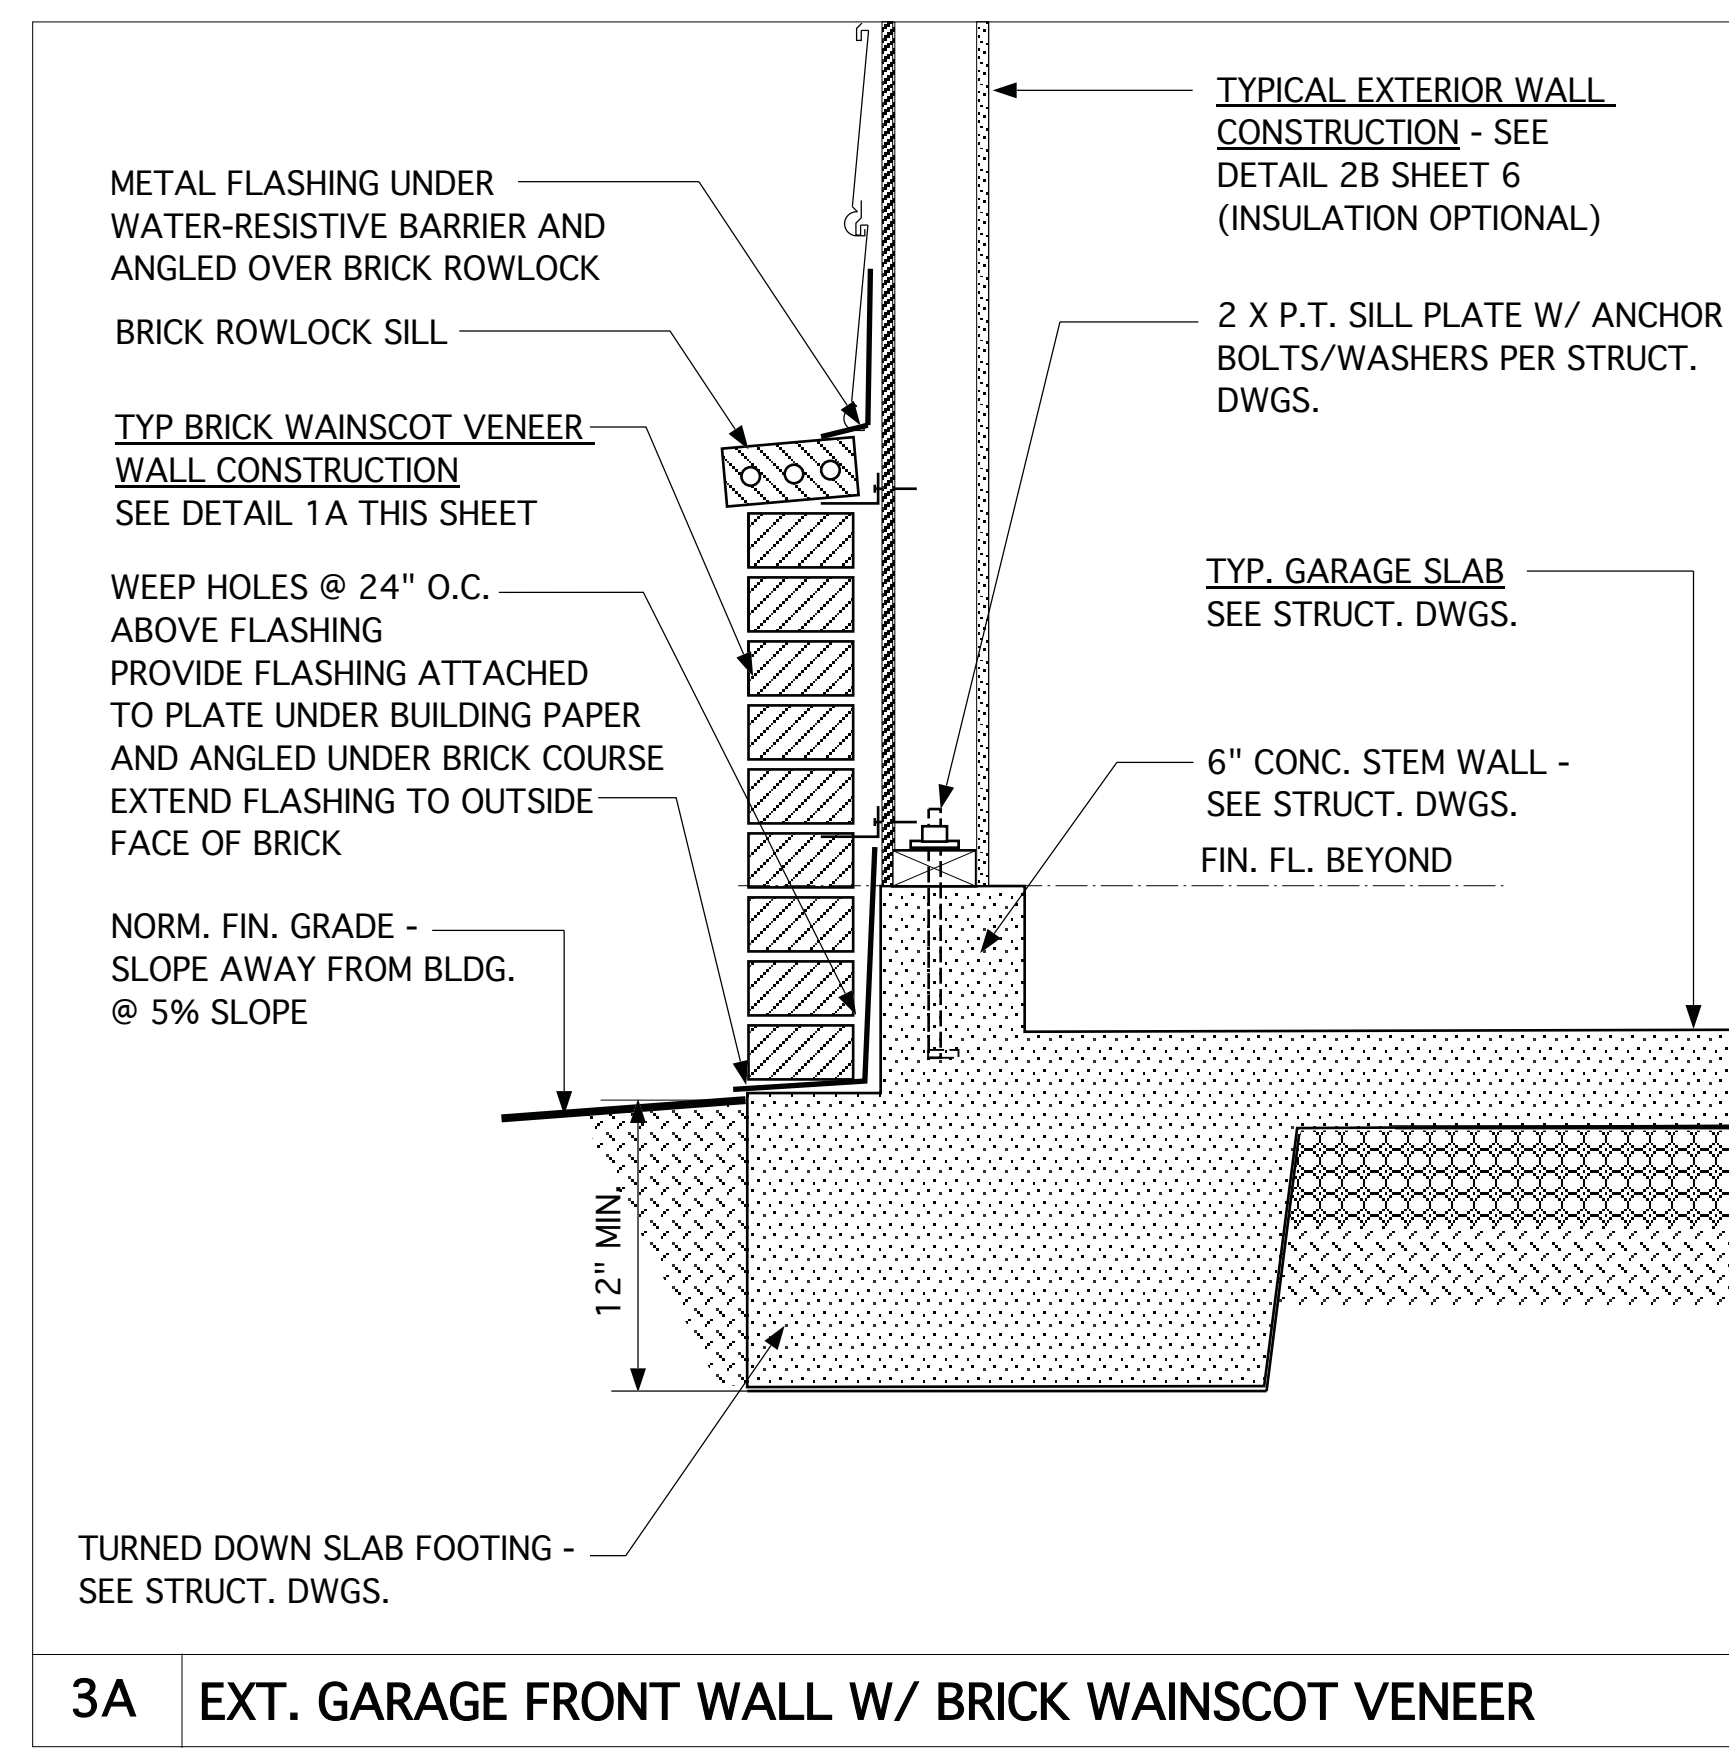 METAL FLASHING UNDER
WATER-RESISTIVE BARRIER AND
ANGLED OVER BRICK ROWLOCK
BRICK ROWLOCK SILL
TYP BRICK WAINSCOT VENEER
WALL CONSTRUCTION
SEE DETAIL 1A THIS SHEET
WEEP HOLES @ 24" O.C.
ABOVE FLASHING
PROVIDE FLASHING ATTACHED
TO PLATE UNDER BUILDING PAPER
AND ANGLED UNDER BRICK COURSE
EXTEND FLASHING TO OUTSIDE
FACE OF BRICK
NORM. FIN. GRADE -
SLOPE AWAY FROM BLDG.
@ 5% SLOPE
12" MIN.
TURNED DOWN SLAB FOOTING -
SEE STRUCT. DWGS.
TYPICAL EXTERIOR WALL
CONSTRUCTION - SEE
DETAIL 2B SHEET 6
(INSULATION OPTIONAL)
2 X P.T. SILL PLATE W/ ANCHOR
BOLTS/WASHERS PER STRUCT.
DWGS.
TYP. GARAGE SLAB
SEE STRUCT. DWGS.
6" CONC. STEM WALL -
SEE STRUCT. DWGS.
FIN. FL. BEYOND
3A
EXT. GARAGE FRONT WALL W/ BRICK WAINSCOT VENEER